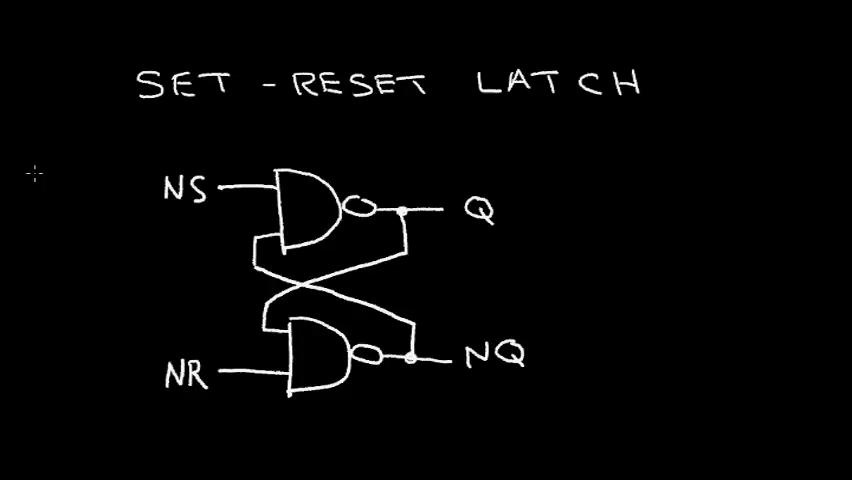 SET - RESET LATCH
NS
Q
NR
NQ